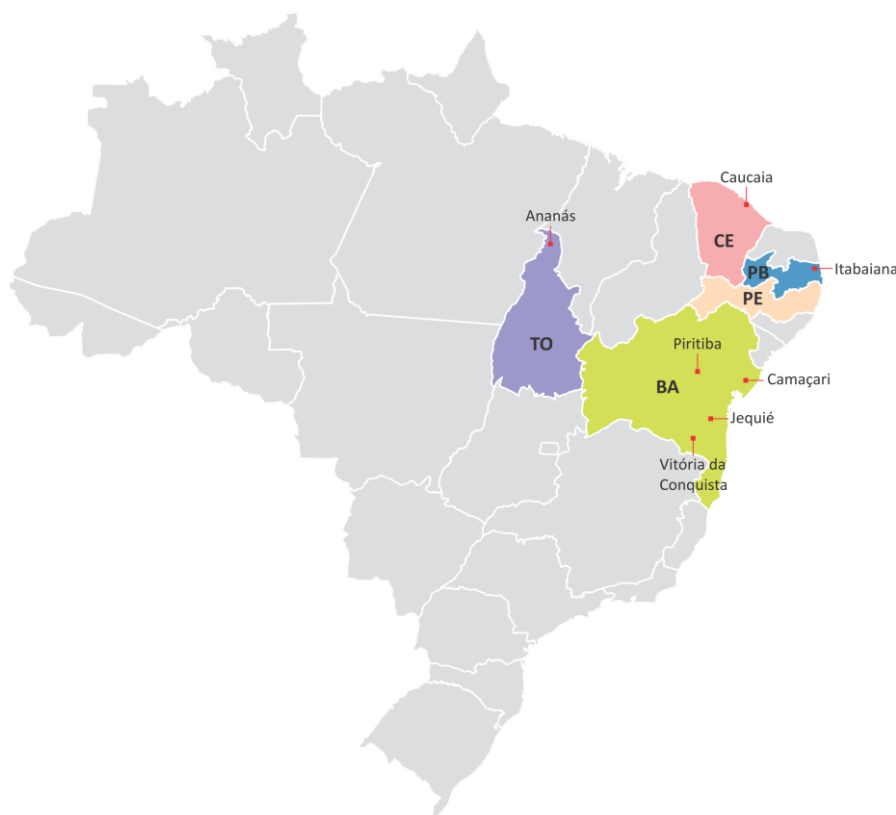 Caucaia
Ananás
CE
PB
Itabaiana
PE
TO
Piritiba
BA
Camaçari
Jequié
Vitória da
Conquista